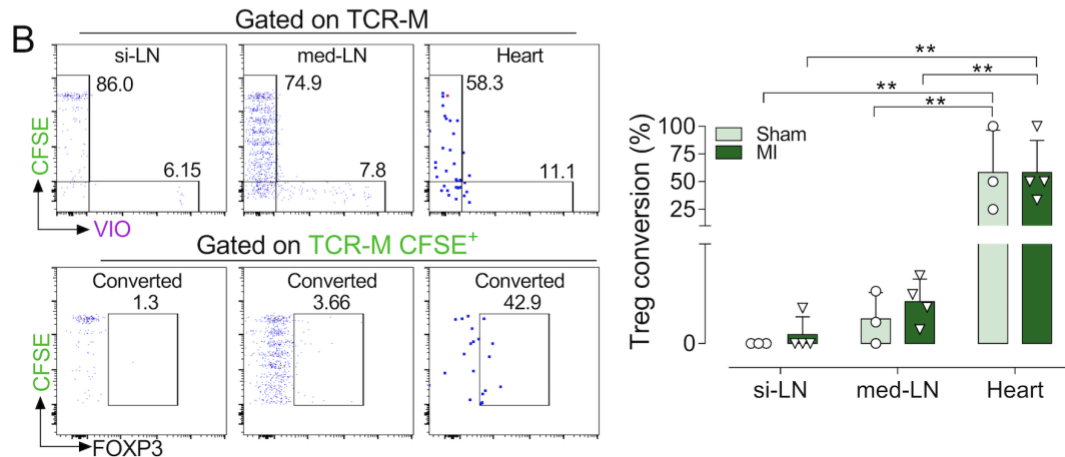 B
Gated on TCR-M
si-LN med-LN Heart
86.0 74.9 58.3
6.15 7.8 11.1
CFSE
VIO
Gated on TCR-M CFSE⁺
Converted Converted Converted
1.3 3.66 42.9
CFSE
FOXP3
**
**
**
**
Treg conversion (%)
100
75
50
25
0
Sham
MI
si-LN med-LN Heart